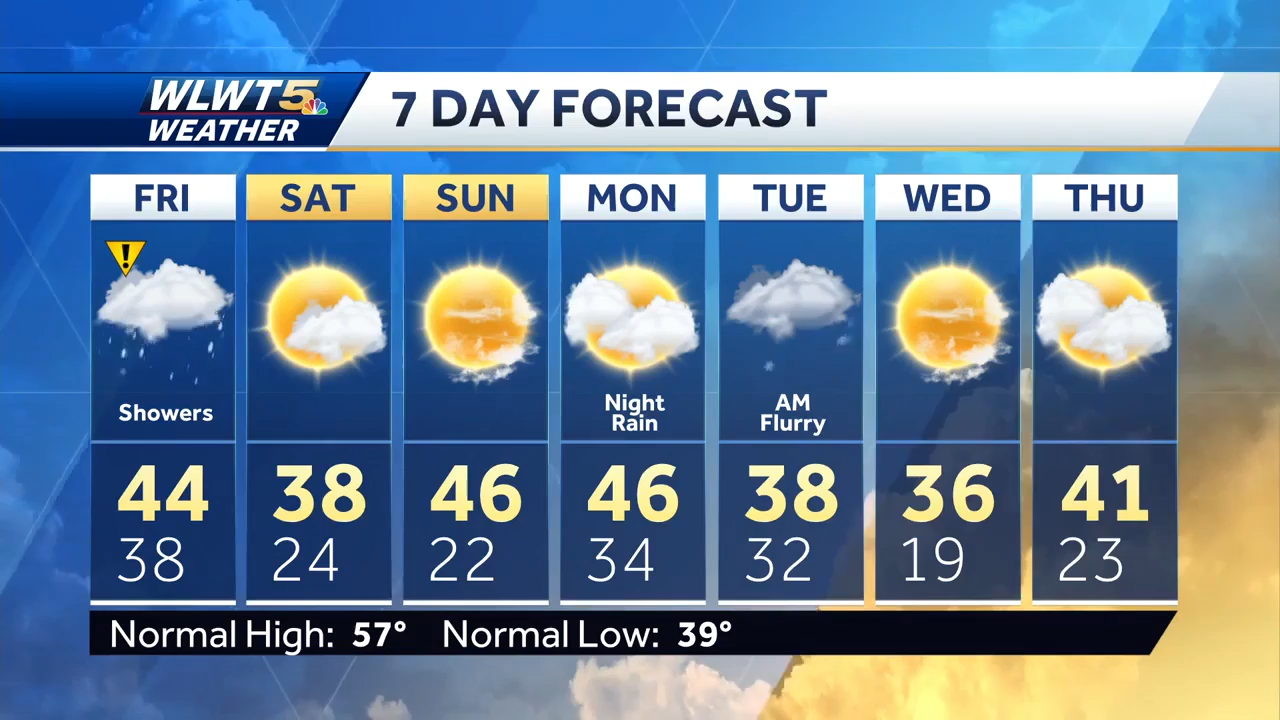 WLWT5
WEATHER
7 DAY FORECAST
FRI SAT SUN MON TUE WED THU
!
Showers
Night
Rain
AM
Flurry
44 38 46 46 38 36 41
38 24 22 34 32 19 23
Normal High: 57° Normal Low: 39°